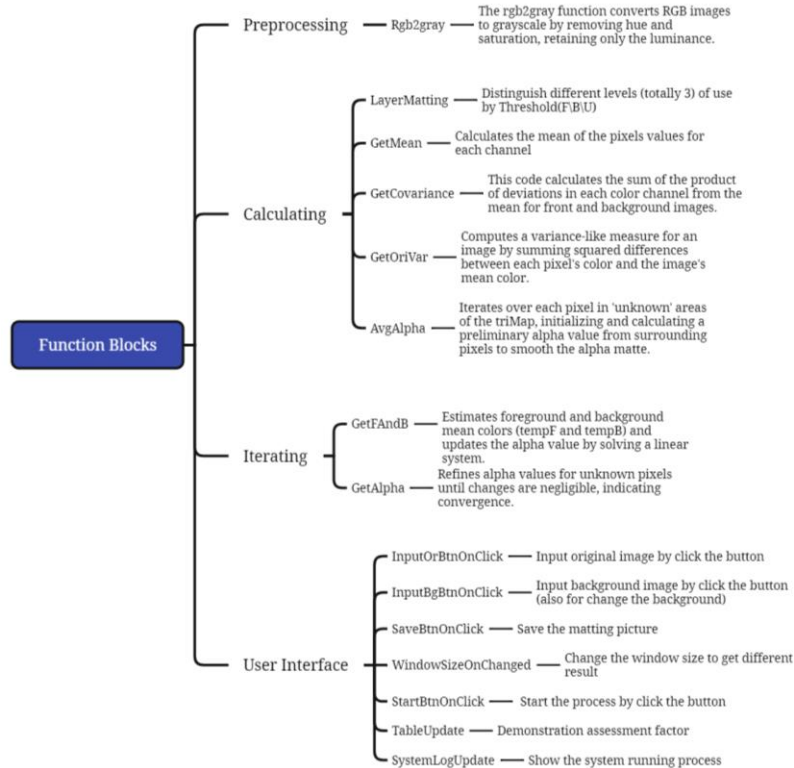 Function Blocks
Preprocessing
Rgb2gray
The rgb2gray function converts RGB images
to grayscale by removing hue and
saturation, retaining only the luminance.
Calculating
LayerMatting
Distinguish different levels (totally 3) of use
by Threshold(F\B\U)
GetMean
Calculates the mean of the pixels values for
each channel
GetCovariance
This code calculates the sum of the product
of deviations in each color channel from the
mean for front and background images.
GetOriVar
Computes a variance-like measure for an
image by summing squared differences
between each pixel's color and the image's
mean color.
AvgAlpha
Iterates over each pixel in 'unknown' areas
of the triMap, initializing and calculating a
preliminary alpha value from surrounding
pixels to smooth the alpha matte.
Iterating
GetFAndB
Estimates foreground and background
mean colors (tempF and tempB) and
updates the alpha value by solving a linear
system.
GetAlpha
Refines alpha values for unknown pixels
until changes are negligible, indicating
convergence.
User Interface
InputOrBtnOnClick
Input original image by click the button
InputBgBtnOnClick
Input background image by click the button
(also for change the background)
SaveBtnOnClick
Save the matting picture
WindowSizeOnChanged
Change the window size to get different
result
StartBtnOnClick
Start the process by click the button
TableUpdate
Demonstration assessment factor
SystemLogUpdate
Show the system running process